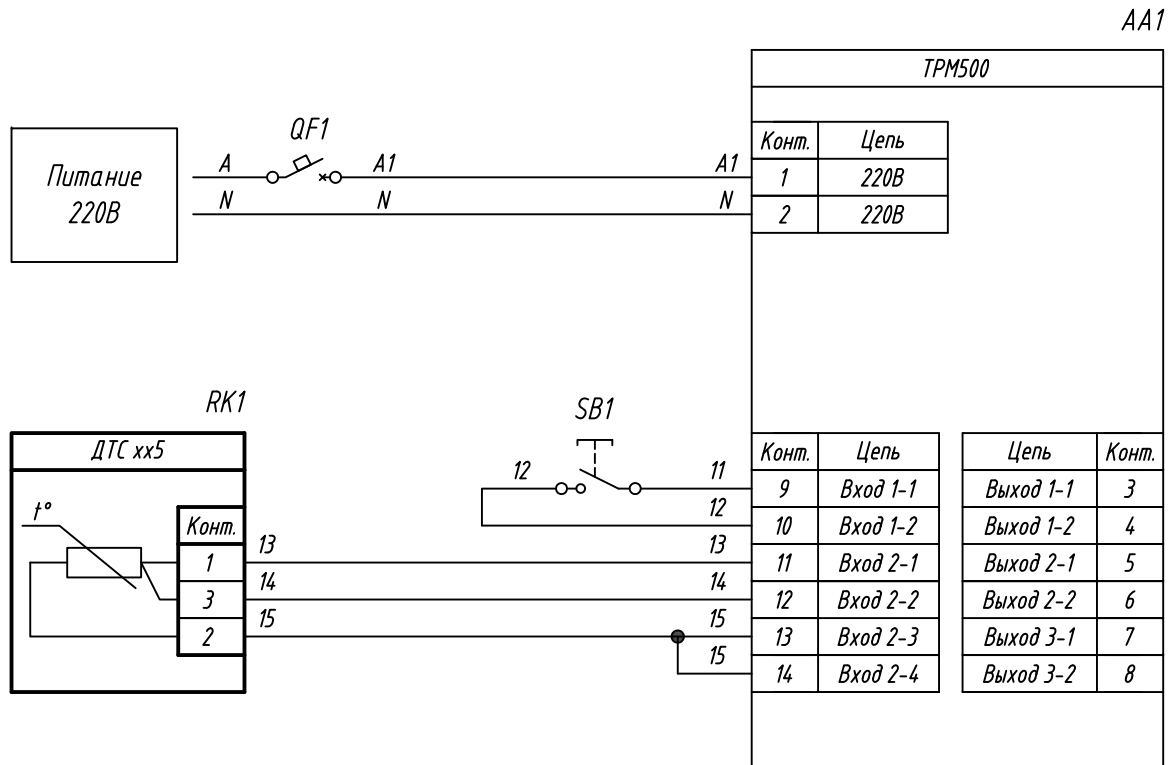 AA1
ТРМ500
QF1
Конт. Цепь
Питание
220В
A A1 A1
1 220В
N N N
2 220В
RK1
SB1
ДТС хх5
Конт. Цепь Цепь Конт.
12 11
9 Вход 1-1 Выход 1-1 3
t°
Конт.
12
10 Вход 1-2 Выход 1-2 4
1 13 13
11 Вход 2-1 Выход 2-1 5
3 14 14
12 Вход 2-2 Выход 2-2 6
2 15 15
13 Вход 2-3 Выход 3-1 7
15
14 Вход 2-4 Выход 3-2 8